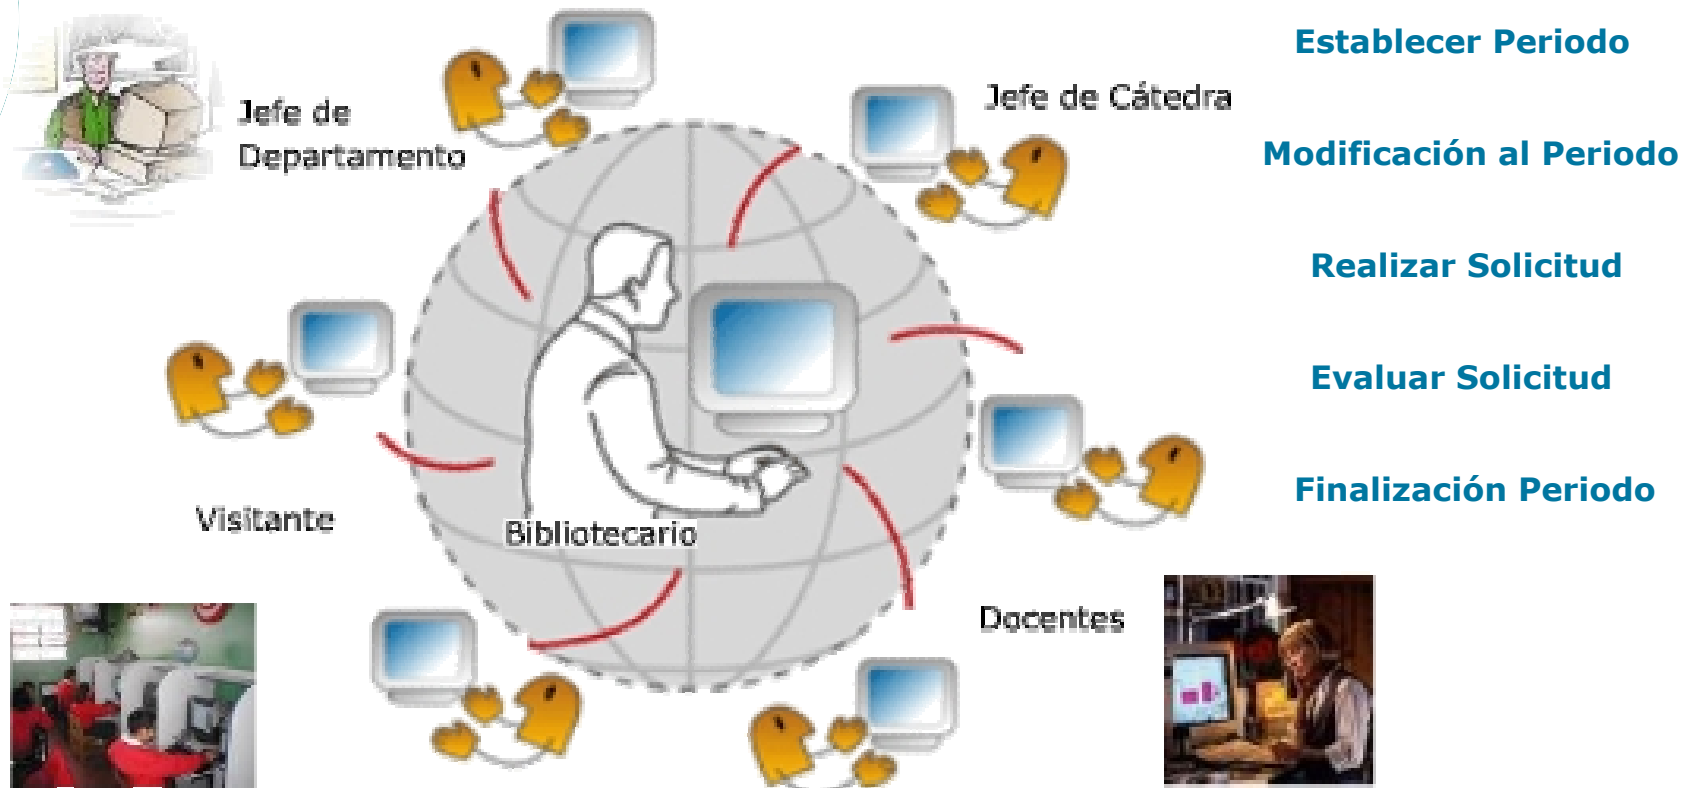 Establecer Periodo
Jefe de Cátedra
Jefe de
Departamento
Modificación al Periodo
Realizar Solicitud
Evaluar Solicitud
Finalización Periodo
Visitante
Bibliotecario
Docentes